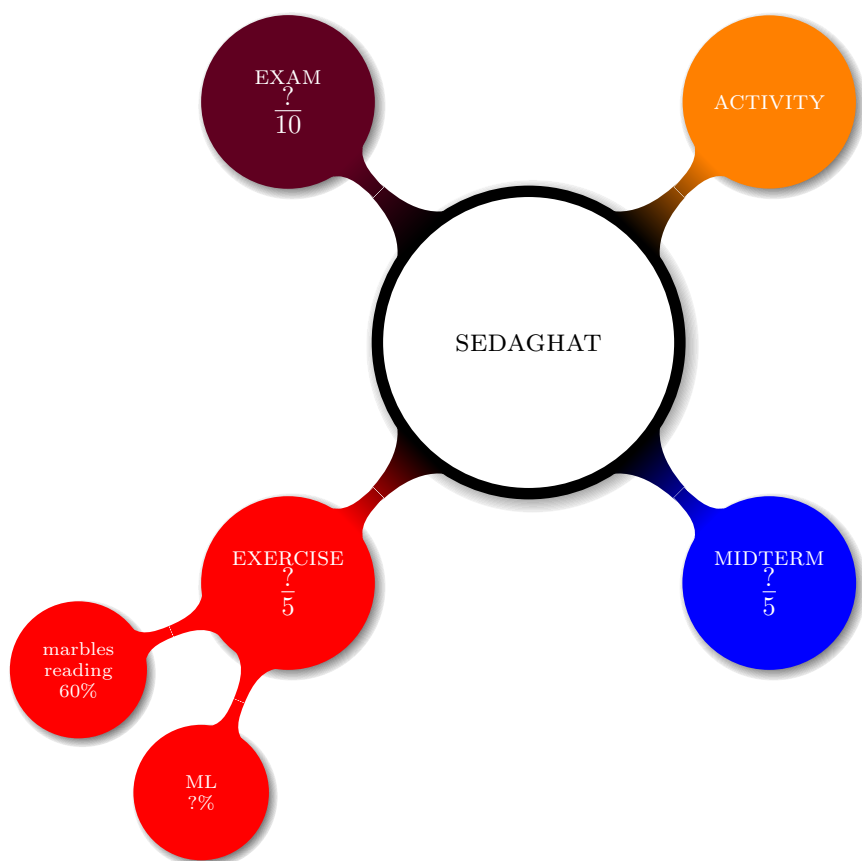 EXAM
?
10
ACTIVITY
SEDAGHAT
EXERCISE
?
5
MIDTERM
?
5
marbles
reading
60%
ML
?%